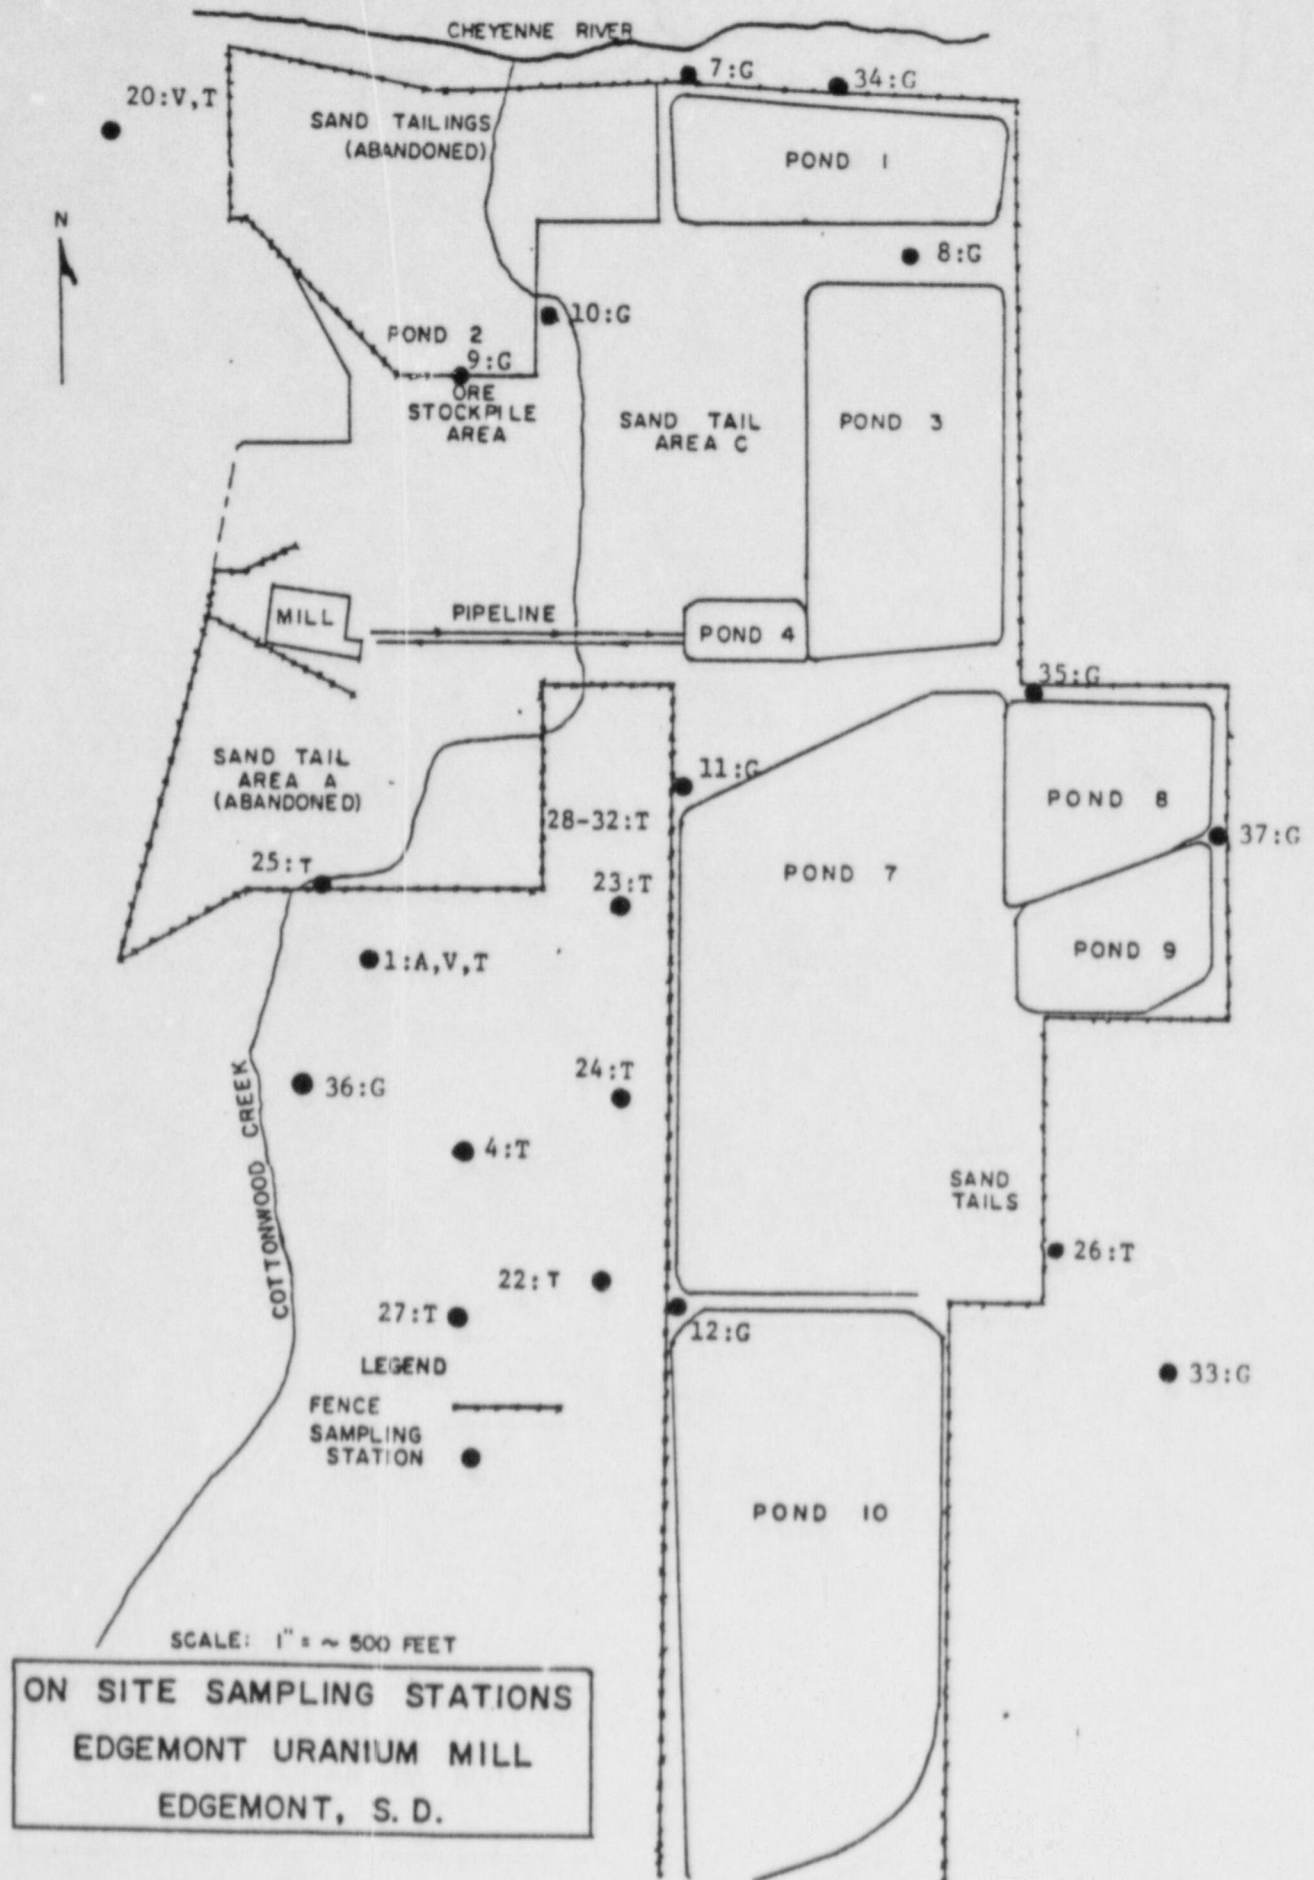 CHEYENNE RIVER
7:G
34:G
20:V,T
SAND TAILINGS
(ABANDONED)
POND 1
N
8:G
10:G
POND 2
9:G
ORE
STOCKPILE
AREA
SAND TAIL
AREA C
POND 3
MILL
PIPELINE
POND 4
35:G
SAND TAIL
AREA A
(ABANDONED)
11:G
28-32:T
POND 8
37:G
25:T
23:T
POND 7
1:A,V,T
POND 9
36:G
24:T
COTTONWOOD CREEK
4:T
SAND
TAILS
26:T
22:T
27:T
12:G
33:G
LEGEND
FENCE
SAMPLING
STATION
POND 10
SCALE: 1" = ~ 500 FEET
ON SITE SAMPLING STATIONS
EDGEMONT URANIUM MILL
EDGEMONT, S. D.